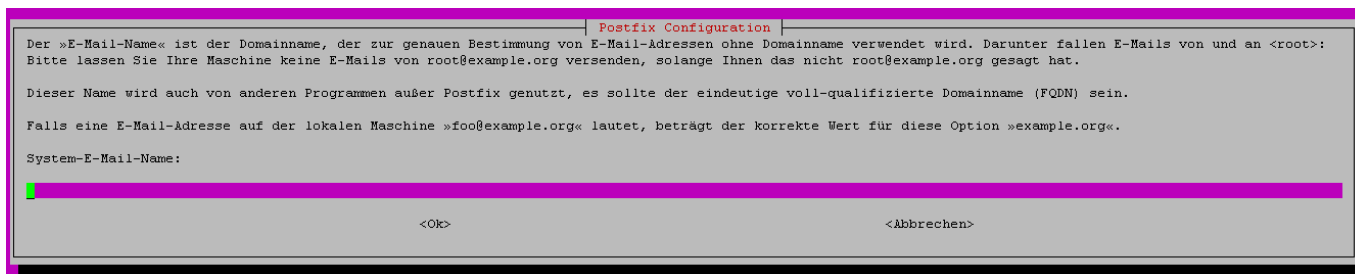 Postfix Configuration
Der »E-Mail-Name« ist der Domainname, der zur genauen Bestimmung von E-Mail-Adressen ohne Domainname verwendet wird. Darunter fallen E-Mails von und an <root>:
Bitte lassen Sie Ihre Maschine keine E-Mails von root@example.org versenden, solange Ihnen das nicht root@example.org gesagt hat.
Dieser Name wird auch von anderen Programmen außer Postfix genutzt, es sollte der eindeutige voll-qualifizierte Domainname (FQDN) sein.
Falls eine E-Mail-Adresse auf der lokalen Maschine »foo@example.org« lautet, beträgt der korrekte Wert für diese Option »example.org«.
System-E-Mail-Name:
<Ok> <Abbrechen>